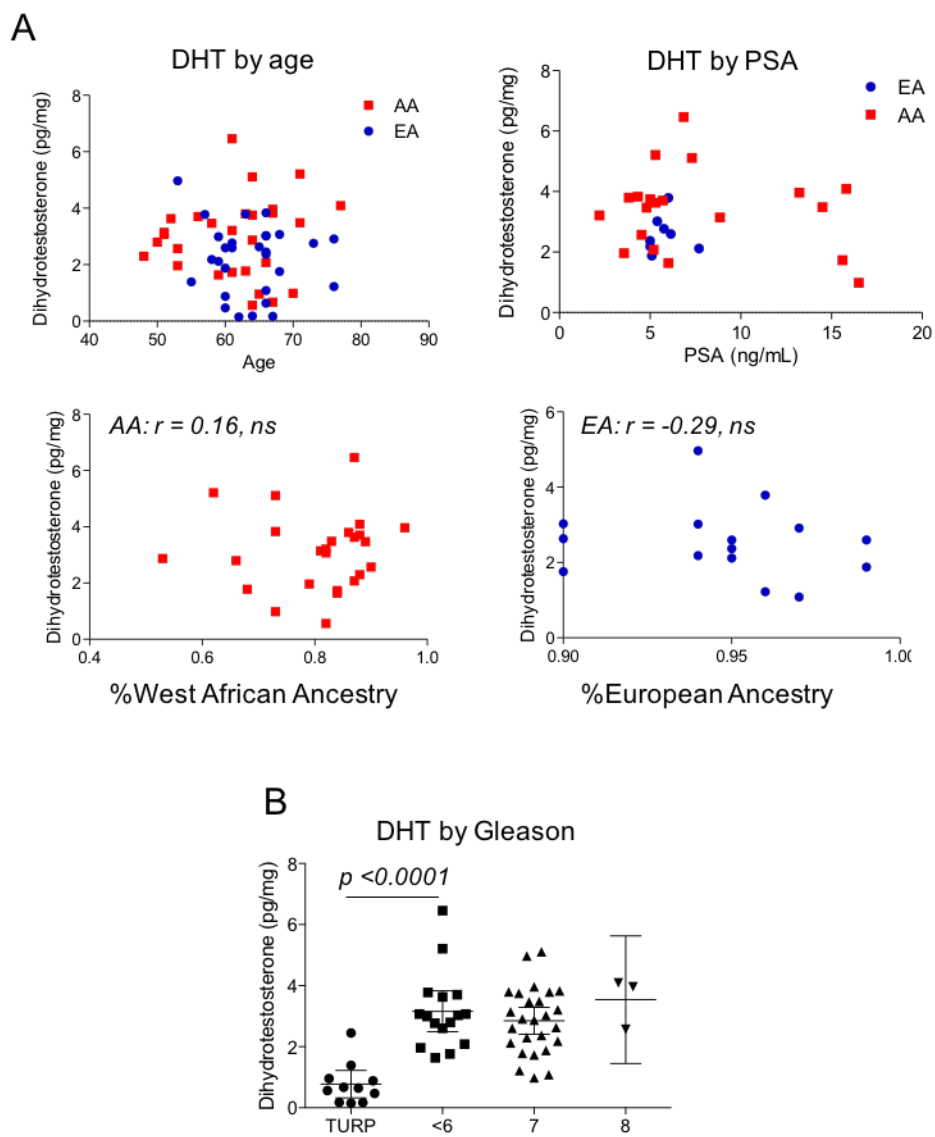 A
DHT by age
Dihydrotestosterone (pg/mg)
8
6
4
2
0
AA
EA
40 50 60 70 80 90
Age
DHT by PSA
Dihydrotestosterone (pg/mg)
8
6
4
2
0
EA
AA
0 5 10 15 20
PSA (ng/mL)
AA: r = 0.16, ns
Dihydrotestosterone (pg/mg)
8
6
4
2
0
0.4 0.6 0.8 1.0
%West African Ancestry
EA: r = -0.29, ns
Dihydrotestosterone (pg/mg)
6
4
2
0
0.90 0.95 1.00
%European Ancestry
B
DHT by Gleason
Dihydrotestosterone (pg/mg)
8
6
4
2
0
p <0.0001
TURP <6 7 8